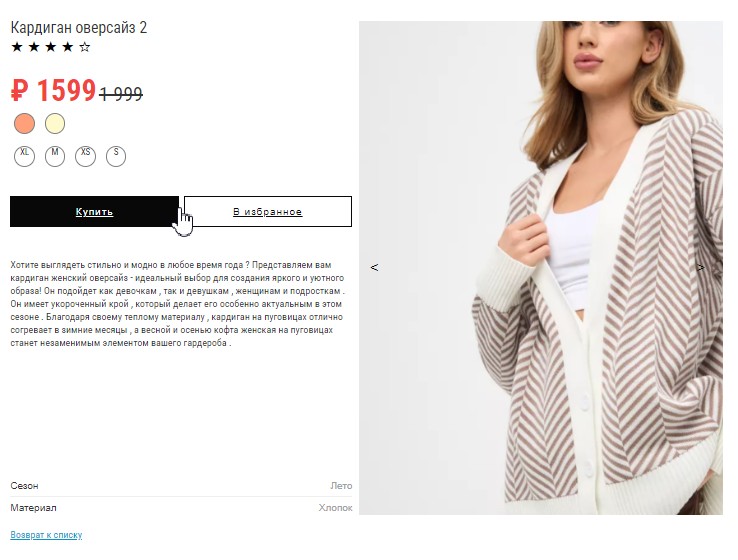 Кардиган оверсайз 2
★ ★ ★ ★ ☆
₽ 1599 1 999
XL M XS S
Купить В избранное
Хотите выглядеть стильно и модно в любое время года ? Представляем вам
кардиган женский оверсайз - идеальный выбор для создания яркого и уютного
образа! Он подойдет как девочкам , так и девушкам , женщинам и подросткам .
Он имеет укороченный крой , который делает его особенно актуальным в этом
сезоне . Благодаря своему теплому материалу , кардиган на пуговицах отлично
согревает в зимние месяцы , а весной и осенью кофта женская на пуговицах
станет незаменимым элементом вашего гардероба .
< >
Сезон Лето
Материал Хлопок
Возврат к списку